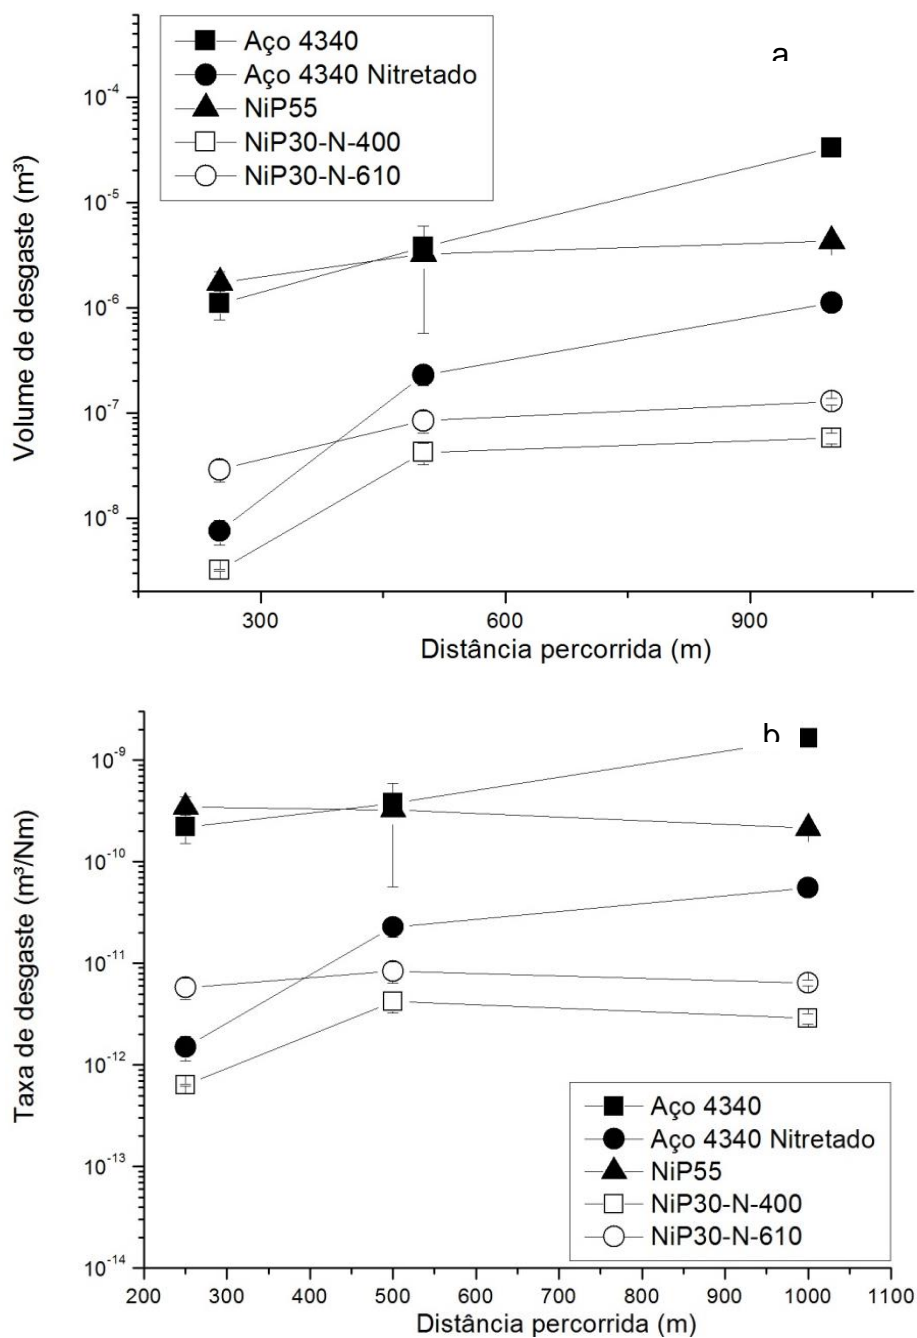 Aço 4340
Aço 4340 Nitretado
NiP55
NiP30-N-400
NiP30-N-610
a
10⁻⁴
10⁻⁵
10⁻⁶
10⁻⁷
10⁻⁸
Volume de desgaste (m³)
300 600 900
Distância percorrida (m)
b
10⁻⁹
10⁻¹⁰
10⁻¹¹
10⁻¹²
10⁻¹³
10⁻¹⁴
Taxa de desgaste (m³/Nm)
Aço 4340
Aço 4340 Nitretado
NiP55
NiP30-N-400
NiP30-N-610
200 300 400 500 600 700 800 900 1000 1100
Distância percorrida (m)